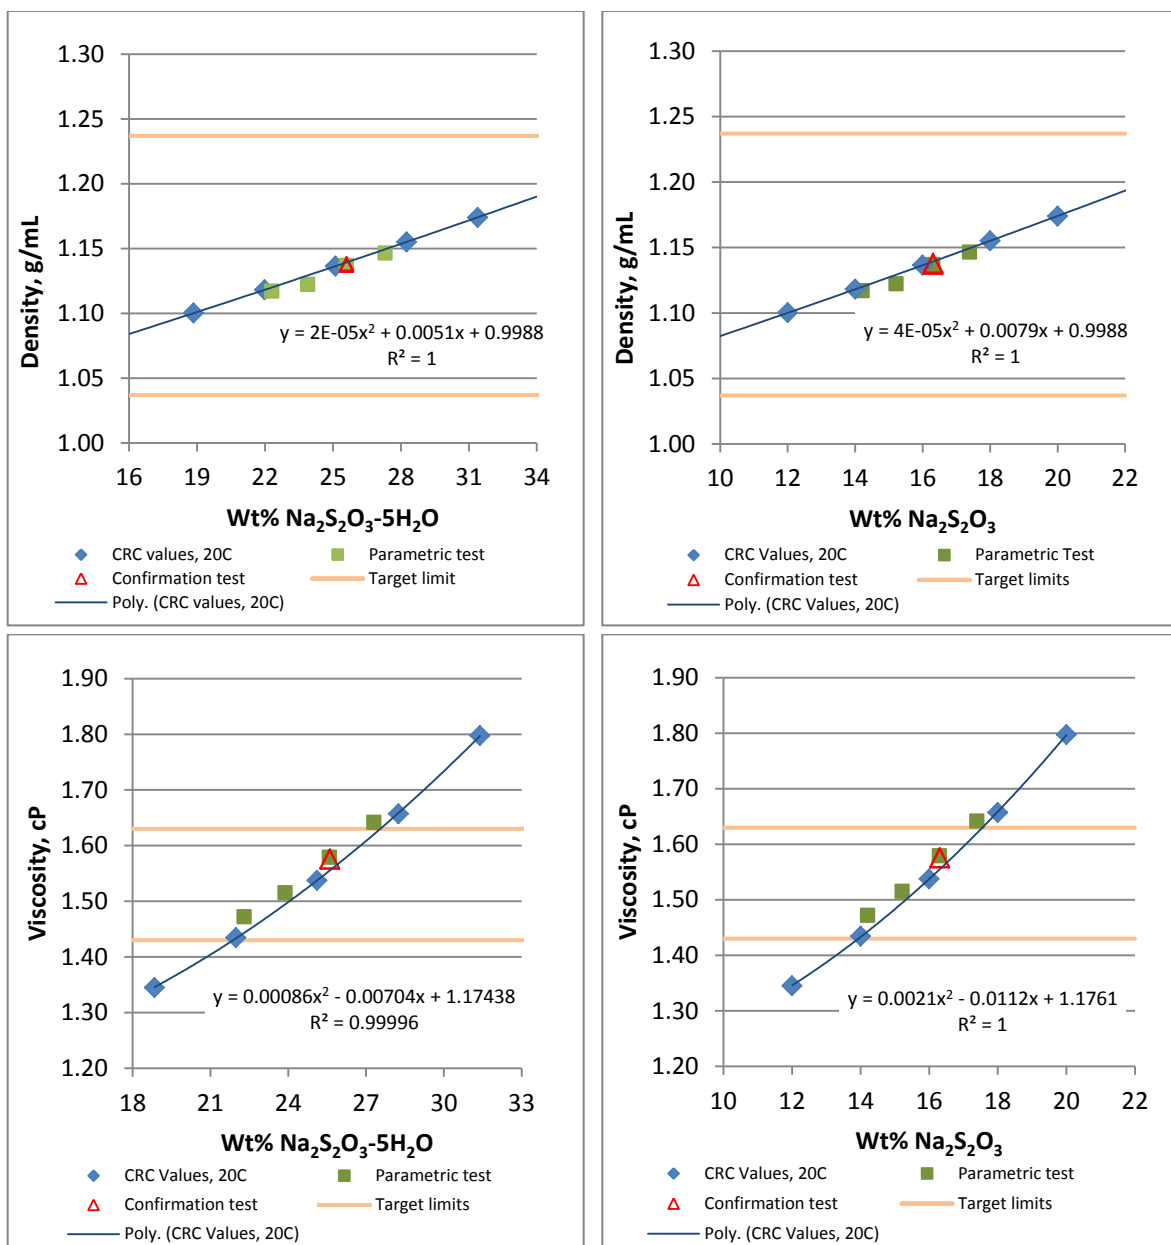 1.30
1.25
1.20
1.15
1.10
1.05
1.00
Density, g/mL
y = 2E-05x² + 0.0051x + 0.9988
R² = 1
16 19 22 25 28 31 34
Wt% Na₂S₂O₃-5H₂O
CRC values, 20C Parametric test
Confirmation test Target limit
Poly. (CRC values, 20C)
1.30
1.25
1.20
1.15
1.10
1.05
1.00
Density, g/mL
y = 4E-05x² + 0.0079x + 0.9988
R² = 1
10 12 14 16 18 20 22
Wt% Na₂S₂O₃
CRC Values, 20C Parametric Test
Confirmation test Target limits
Poly. (CRC Values, 20C)
1.90
1.80
1.70
1.60
1.50
1.40
1.30
1.20
Viscosity, cP
y = 0.00086x² - 0.00704x + 1.17438
R² = 0.99996
18 21 24 27 30 33
Wt% Na₂S₂O₃-5H₂O
CRC Values, 20C Parametric test
Confirmation test Target limits
Poly. (CRC Values, 20C)
1.90
1.80
1.70
1.60
1.50
1.40
1.30
1.20
Viscosity, cP
y = 0.0021x² - 0.0112x + 1.1761
R² = 1
10 12 14 16 18 20 22
Wt% Na₂S₂O₃
CRC Values, 20C Parametric test
Confirmation test Target limits
Poly. (CRC Values, 20C)